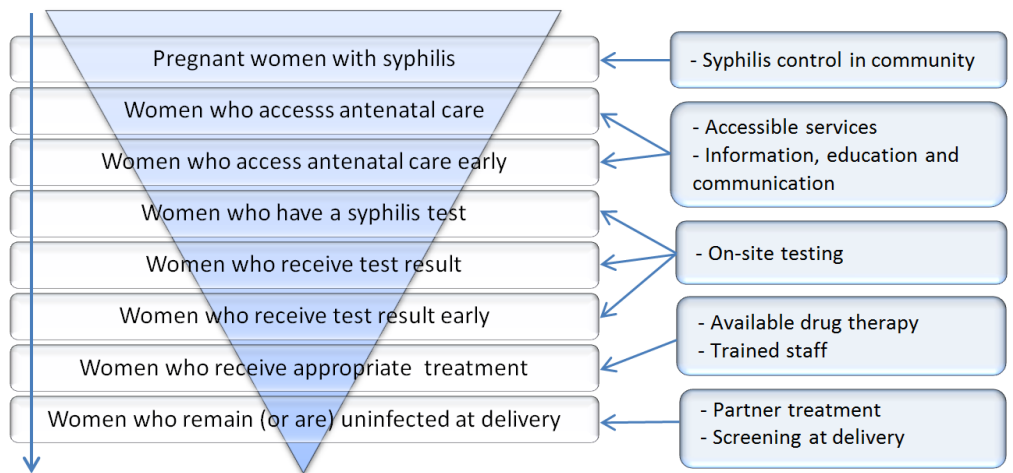 Pregnant women with syphilis
Women who accesss antenatal care
Women who access antenatal care early
Women who have a syphilis test
Women who receive test result
Women who receive test result early
Women who receive appropriate treatment
Women who remain (or are) uninfected at delivery
- Syphilis control in community
- Accessible services
- Information, education and
communication
- On-site testing
- Available drug therapy
- Trained staff
- Partner treatment
- Screening at delivery